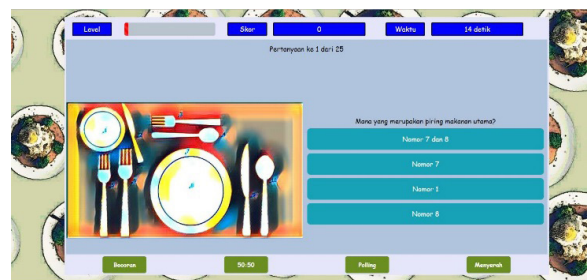 Level Skor 0 Waktu 14 detik
Pertanyaan ke 1 dari 25
Mana yang merupakan piring makanan utama?
Nomor 7 dan 8
Nomor 7
Nomor 1
Nomor 8
Bocoran 50:50 Polling Menyerah